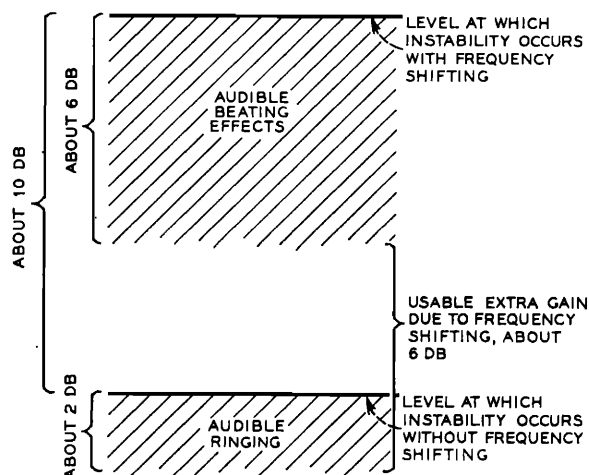 LEVEL AT WHICH
INSTABILITY OCCURS
WITH FREQUENCY
SHIFTING
AUDIBLE
BEATING
EFFECTS
ABOUT 6 DB
ABOUT 10 DB
USABLE EXTRA GAIN
DUE TO FREQUENCY
SHIFTING, ABOUT
6 DB
ABOUT 2 DB
AUDIBLE
RINGING
LEVEL AT WHICH
INSTABILITY OCCURS
WITHOUT FREQUENCY
SHIFTING